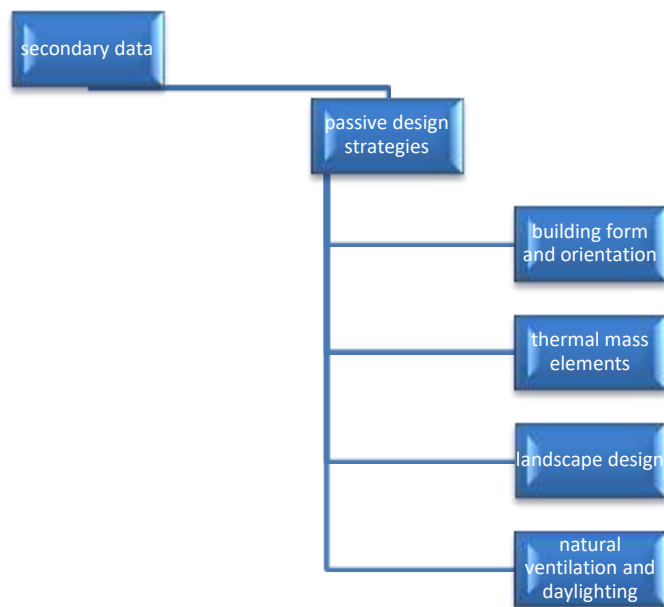 secondary data
passive design
strategies
building form
and orientation
thermal mass
elements
landscape design
natural
ventilation and
daylighting